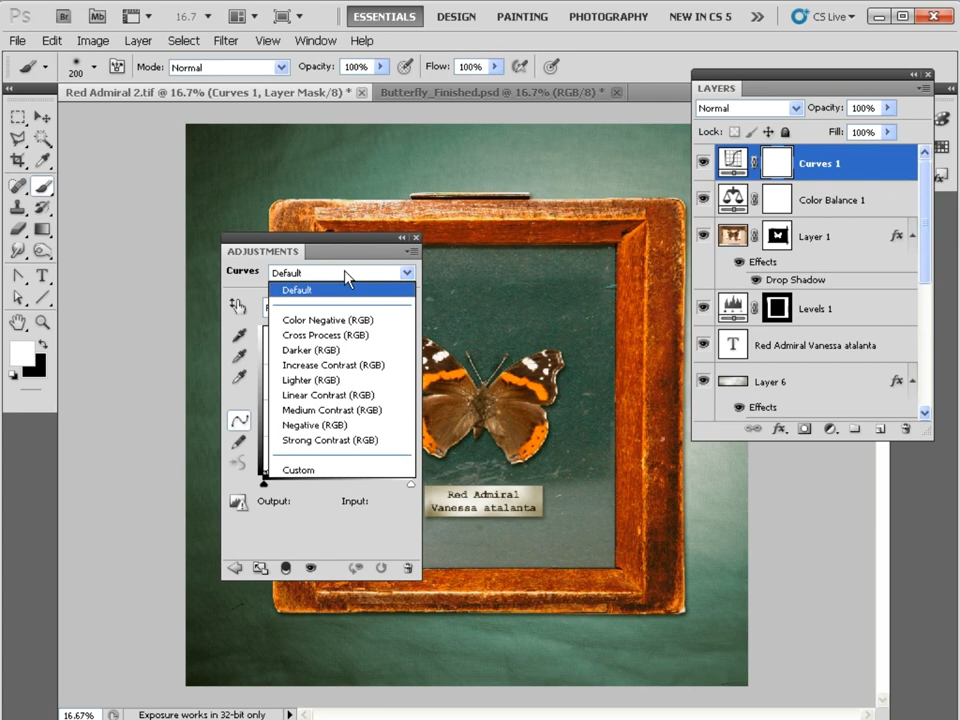 Ps Br Mb 16.7 ESSENTIALS DESIGN PAINTING PHOTOGRAPHY NEW IN CS 5 CS Live
File Edit Image Layer Select Filter View Window Help
200 Mode: Normal Opacity: 100% Flow: 100%
Red Admiral 2.tif @ 16.7% (Curves 1, Layer Mask/8) * Butterfly_Finished.psd @ 16.7% (RGB/8) *
LAYERS
Normal Opacity: 100%
Lock: Fill: 100%
Curves 1
Color Balance 1
Layer 1 fx
Effects
Drop Shadow
Levels 1
T Red Admiral Vanessa atalanta
Layer 6 fx
Effects
ADJUSTMENTS
Curves Default
Default
Color Negative (RGB)
Cross Process (RGB)
Darker (RGB)
Increase Contrast (RGB)
Lighter (RGB)
Linear Contrast (RGB)
Medium Contrast (RGB)
Negative (RGB)
Strong Contrast (RGB)
Custom
Output: Input:
Red Admiral
Vanessa atalanta
16.67% Exposure works in 32-bit only